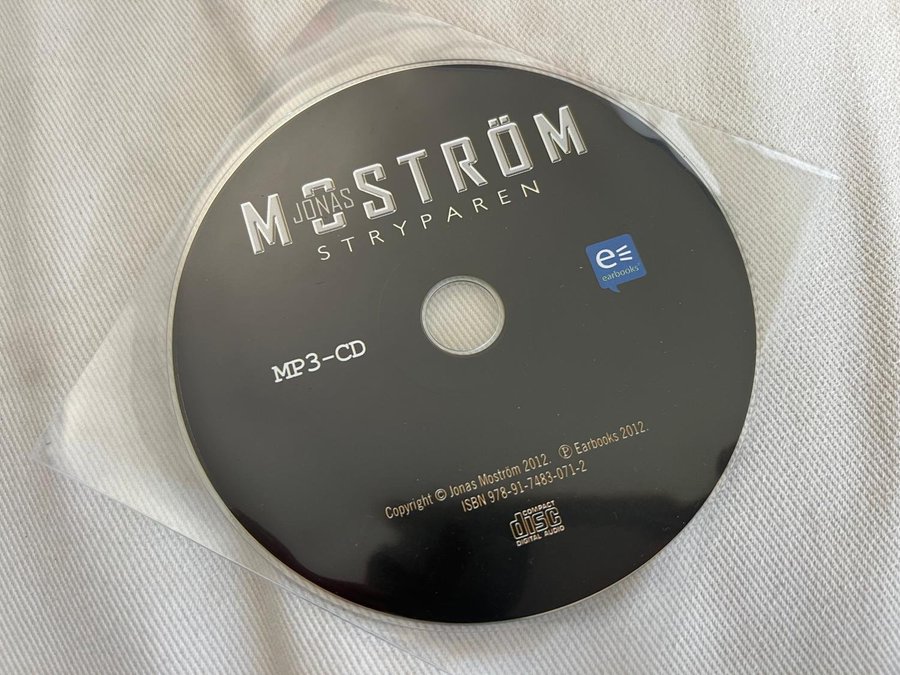 MOSTRÖM
JONAS
STRYPAREN
e
earbooks
MP3-CD
Copyright © Jonas Moström 2012. ℗ Earbooks 2012.
ISBN 978-91-7483-071-2
COMPACT
disc
DIGITAL AUDIO